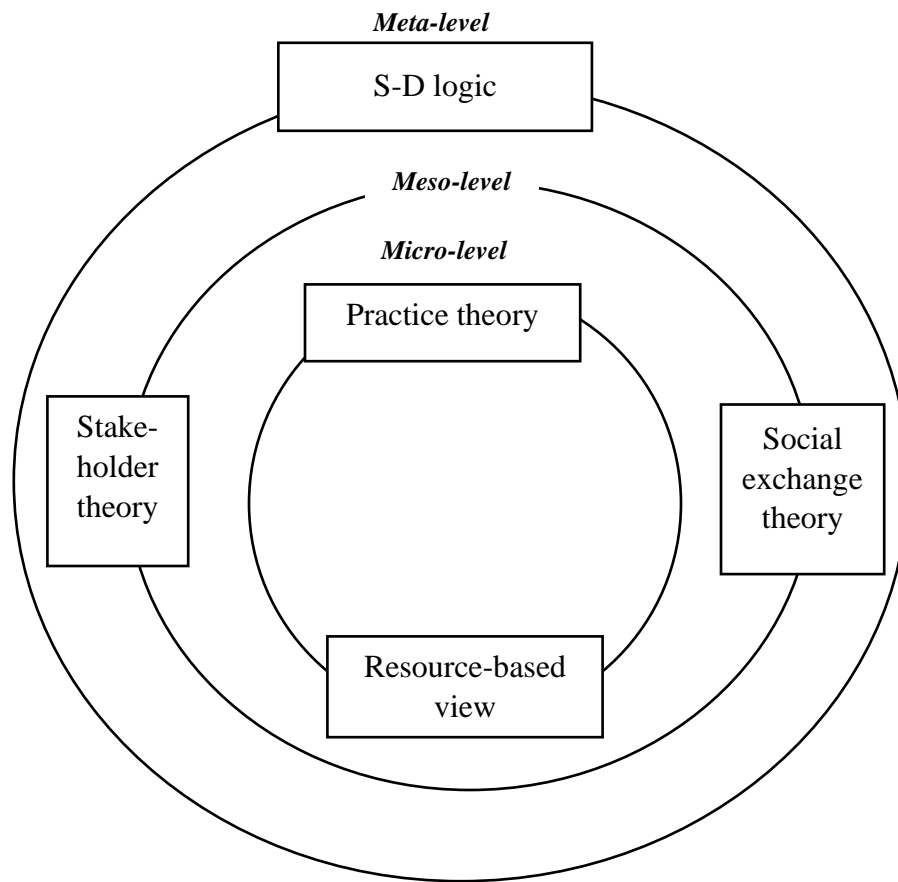 Meta-level
S-D logic
Meso-level
Micro-level
Practice theory
Stake-
holder
theory
Social
exchange
theory
Resource-based
view